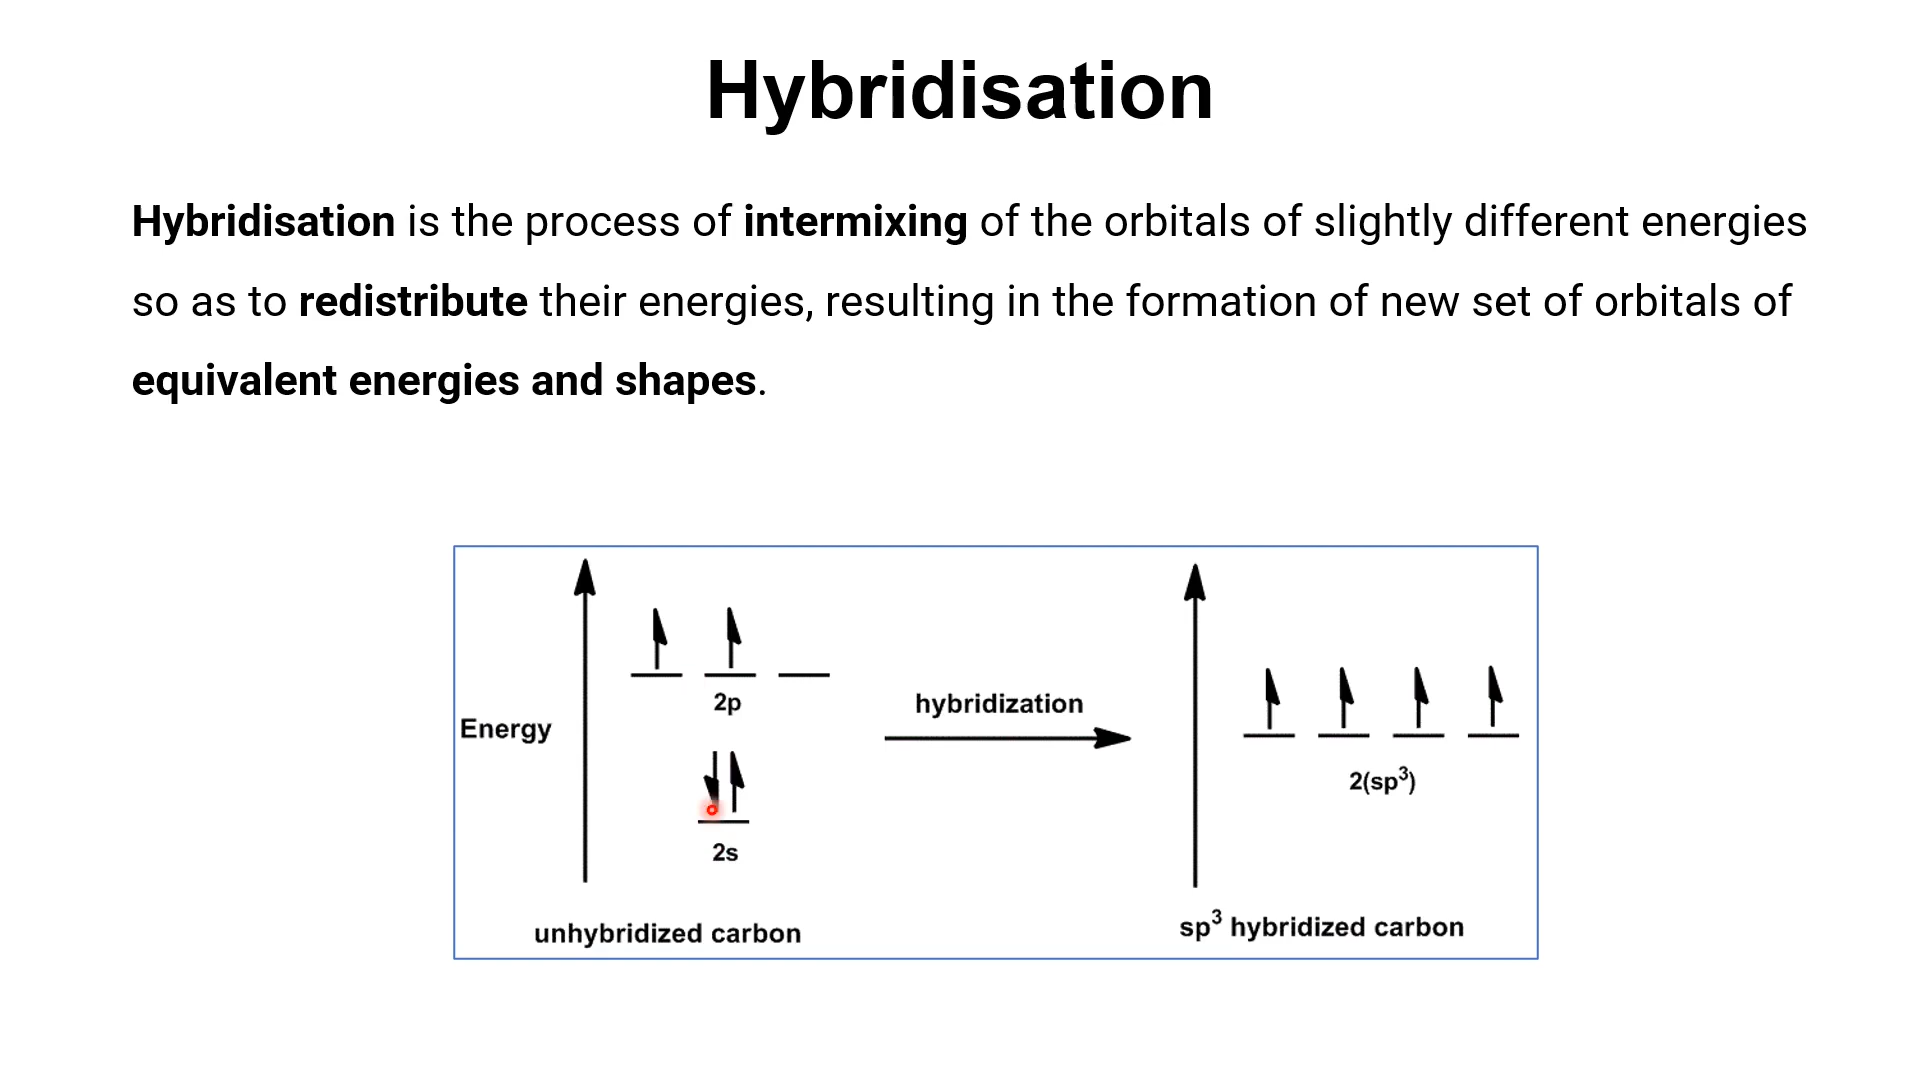 Hybridisation
Hybridisation is the process of intermixing of the orbitals of slightly different energies
so as to redistribute their energies, resulting in the formation of new set of orbitals of
equivalent energies and shapes.
2p
hybridization
Energy
2(sp³)
2s
unhybridized carbon
sp³ hybridized carbon